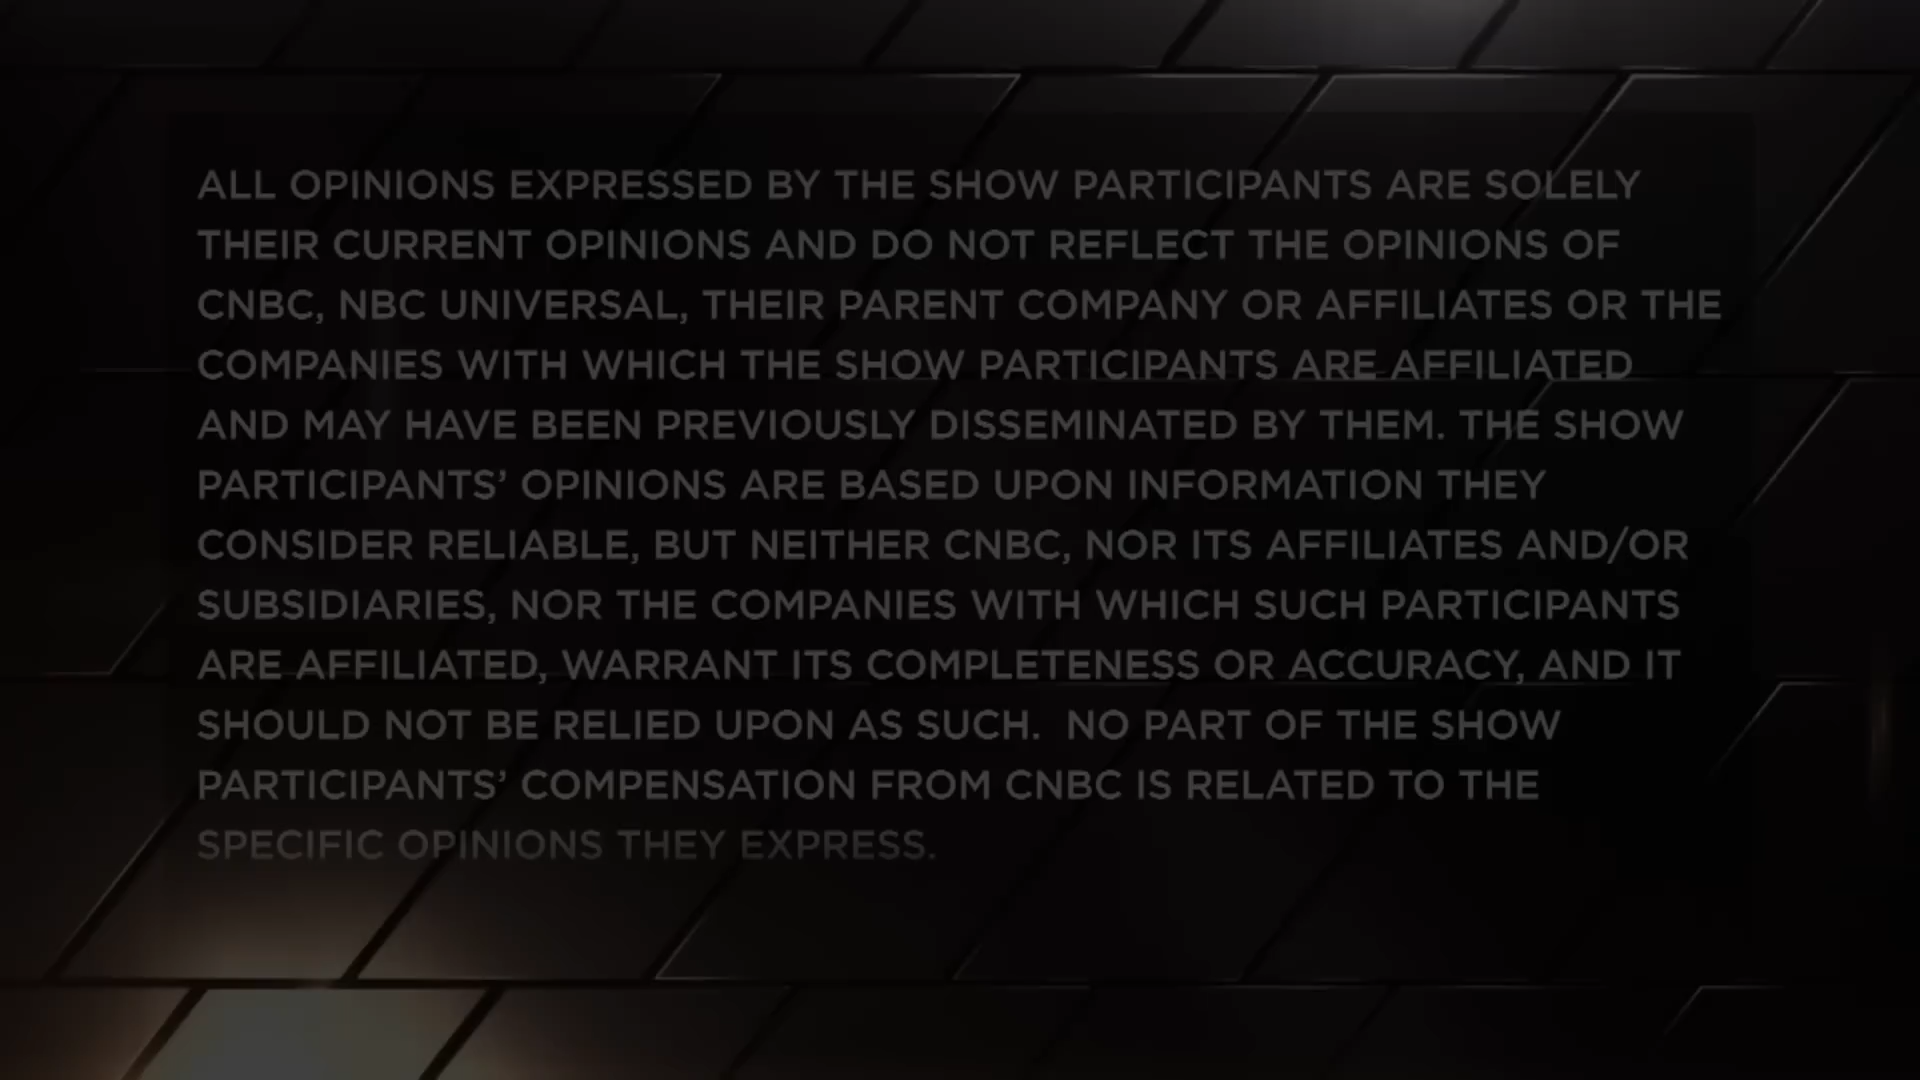 ALL OPINIONS EXPRESSED BY THE SHOW PARTICIPANTS ARE SOLELY
THEIR CURRENT OPINIONS AND DO NOT REFLECT THE OPINIONS OF
CNBC, NBC UNIVERSAL, THEIR PARENT COMPANY OR AFFILIATES OR THE
COMPANIES WITH WHICH THE SHOW PARTICIPANTS ARE AFFILIATED
AND MAY HAVE BEEN PREVIOUSLY DISSEMINATED BY THEM. THE SHOW
PARTICIPANTS’ OPINIONS ARE BASED UPON INFORMATION THEY
CONSIDER RELIABLE, BUT NEITHER CNBC, NOR ITS AFFILIATES AND/OR
SUBSIDIARIES, NOR THE COMPANIES WITH WHICH SUCH PARTICIPANTS
ARE AFFILIATED, WARRANT ITS COMPLETENESS OR ACCURACY, AND IT
SHOULD NOT BE RELIED UPON AS SUCH.  NO PART OF THE SHOW
PARTICIPANTS’ COMPENSATION FROM CNBC IS RELATED TO THE
SPECIFIC OPINIONS THEY EXPRESS.